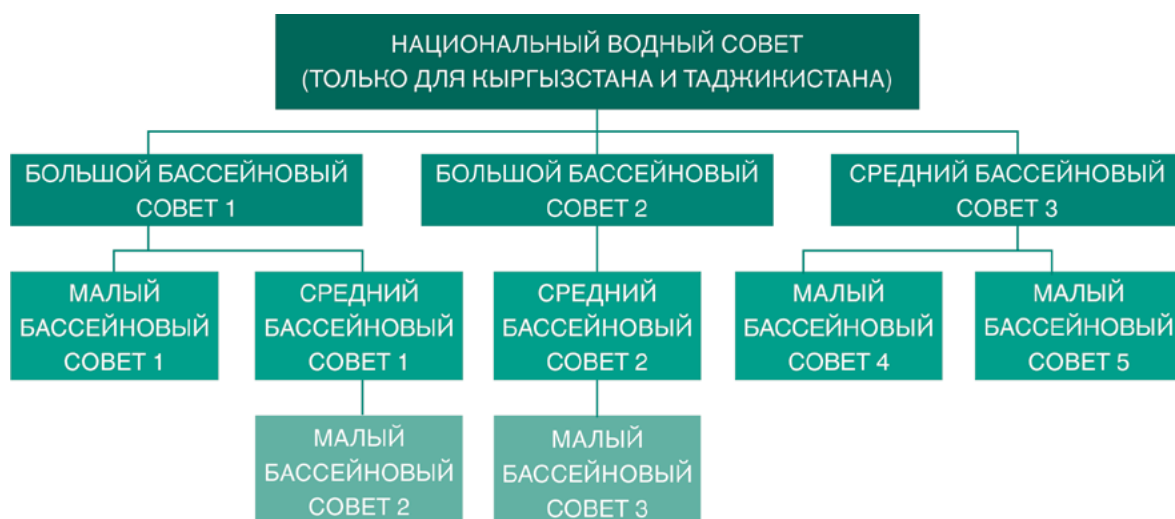 НАЦИОНАЛЬНЫЙ ВОДНЫЙ СОВЕТ
(ТОЛЬКО ДЛЯ КЫРГЫЗСТАНА И ТАДЖИКИСТАНА)
БОЛЬШОЙ БАССЕЙНОВЫЙ
СОВЕТ 1
БОЛЬШОЙ БАССЕЙНОВЫЙ
СОВЕТ 2
СРЕДНИЙ БАССЕЙНОВЫЙ
СОВЕТ 3
МАЛЫЙ
БАССЕЙНОВЫЙ
СОВЕТ 1
СРЕДНИЙ
БАССЕЙНОВЫЙ
СОВЕТ 1
СРЕДНИЙ
БАССЕЙНОВЫЙ
СОВЕТ 2
МАЛЫЙ
БАССЕЙНОВЫЙ
СОВЕТ 4
МАЛЫЙ
БАССЕЙНОВЫЙ
СОВЕТ 5
МАЛЫЙ
БАССЕЙНОВЫЙ
СОВЕТ 2
МАЛЫЙ
БАССЕЙНОВЫЙ
СОВЕТ 3